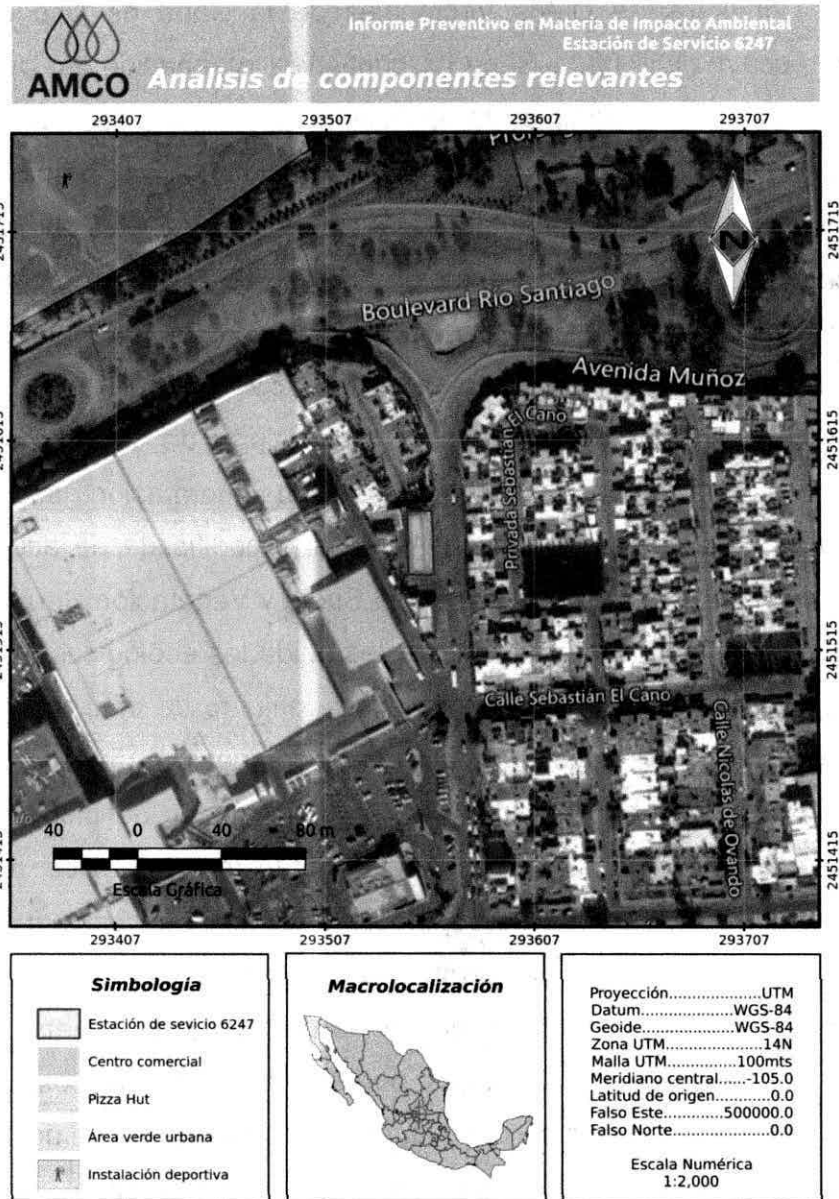 Informe Preventivo en Materia de Impacto Ambiental
Estación de Servicio 6247
AMCO
Análisis de componentes relevantes
293407 293507 293607 293707
2451715 2451715
Boulevard Río Santiago
Avenida Muñoz
El Cano
Privada Sebastián
2451615 2451615
2451515 2451515
Calle Sebastián El Cano
Calle Nicolas de Ovando
40 0 40 80 m
Escala Gráfica
2451415 2451415
293407 293507 293607 293707
Simbología
Estación de sevicio 6247
Centro comercial
Pizza Hut
Área verde urbana
Instalación deportiva
Macrolocalización
Proyección...................UTM
Datum...................WGS-84
Geoide...................WGS-84
Zona UTM...................14N
Malla UTM...............100mts
Meridiano central......-105.0
Latitud de origen...........0.0
Falso Este...........500000.0
Falso Norte...................0.0
Escala Numérica
1:2,000
N